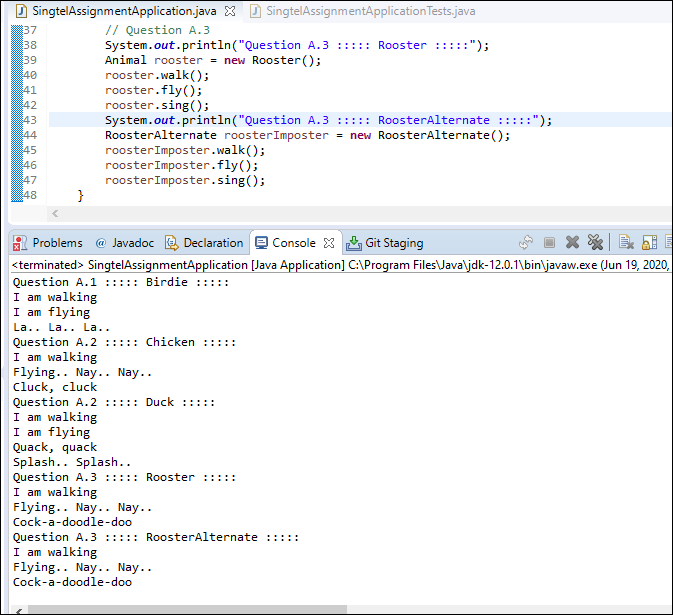 SingtelAssignmentApplication.java SingtelAssignmentApplicationTests.java
37 // Question A.3
38 System.out.println("Question A.3 ::::: Rooster :::::");
39 Animal rooster = new Rooster();
40 rooster.walk();
41 rooster.fly();
42 rooster.sing();
43 System.out.println("Question A.3 ::::: RoosterAlternate :::::");
44 RoosterAlternate roosterImposter = new RoosterAlternate();
45 roosterImposter.walk();
46 roosterImposter.fly();
47 roosterImposter.sing();
48 }
Problems @ Javadoc Declaration Console Git Staging
<terminated> SingtelAssignmentApplication [Java Application] C:\Program Files\Java\jdk-12.0.1\bin\javaw.exe (Jun 19, 2020,
Question A.1 ::::: Birdie :::::
I am walking
I am flying
La.. La.. La..
Question A.2 ::::: Chicken :::::
I am walking
Flying.. Nay.. Nay..
Cluck, cluck
Question A.2 ::::: Duck :::::
I am walking
I am flying
Quack, quack
Splash.. Splash..
Question A.3 ::::: Rooster :::::
I am walking
Flying.. Nay.. Nay..
Cock-a-doodle-doo
Question A.3 ::::: RoosterAlternate :::::
I am walking
Flying.. Nay.. Nay..
Cock-a-doodle-doo